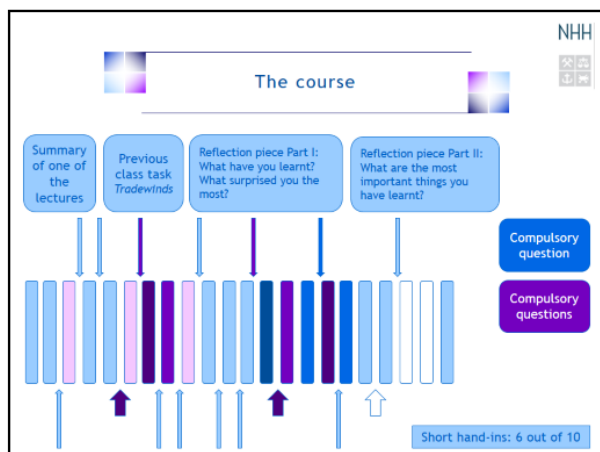 NHH
The course
Summary
of one of
the
lectures
Previous
class task
Tradewinds
Reflection piece Part I:
What have you learnt?
What surprised you the
most?
Reflection piece Part II:
What are the most
important things you
have learnt?
Compulsory
question
Compulsory
questions
Short hand-ins: 6 out of 10